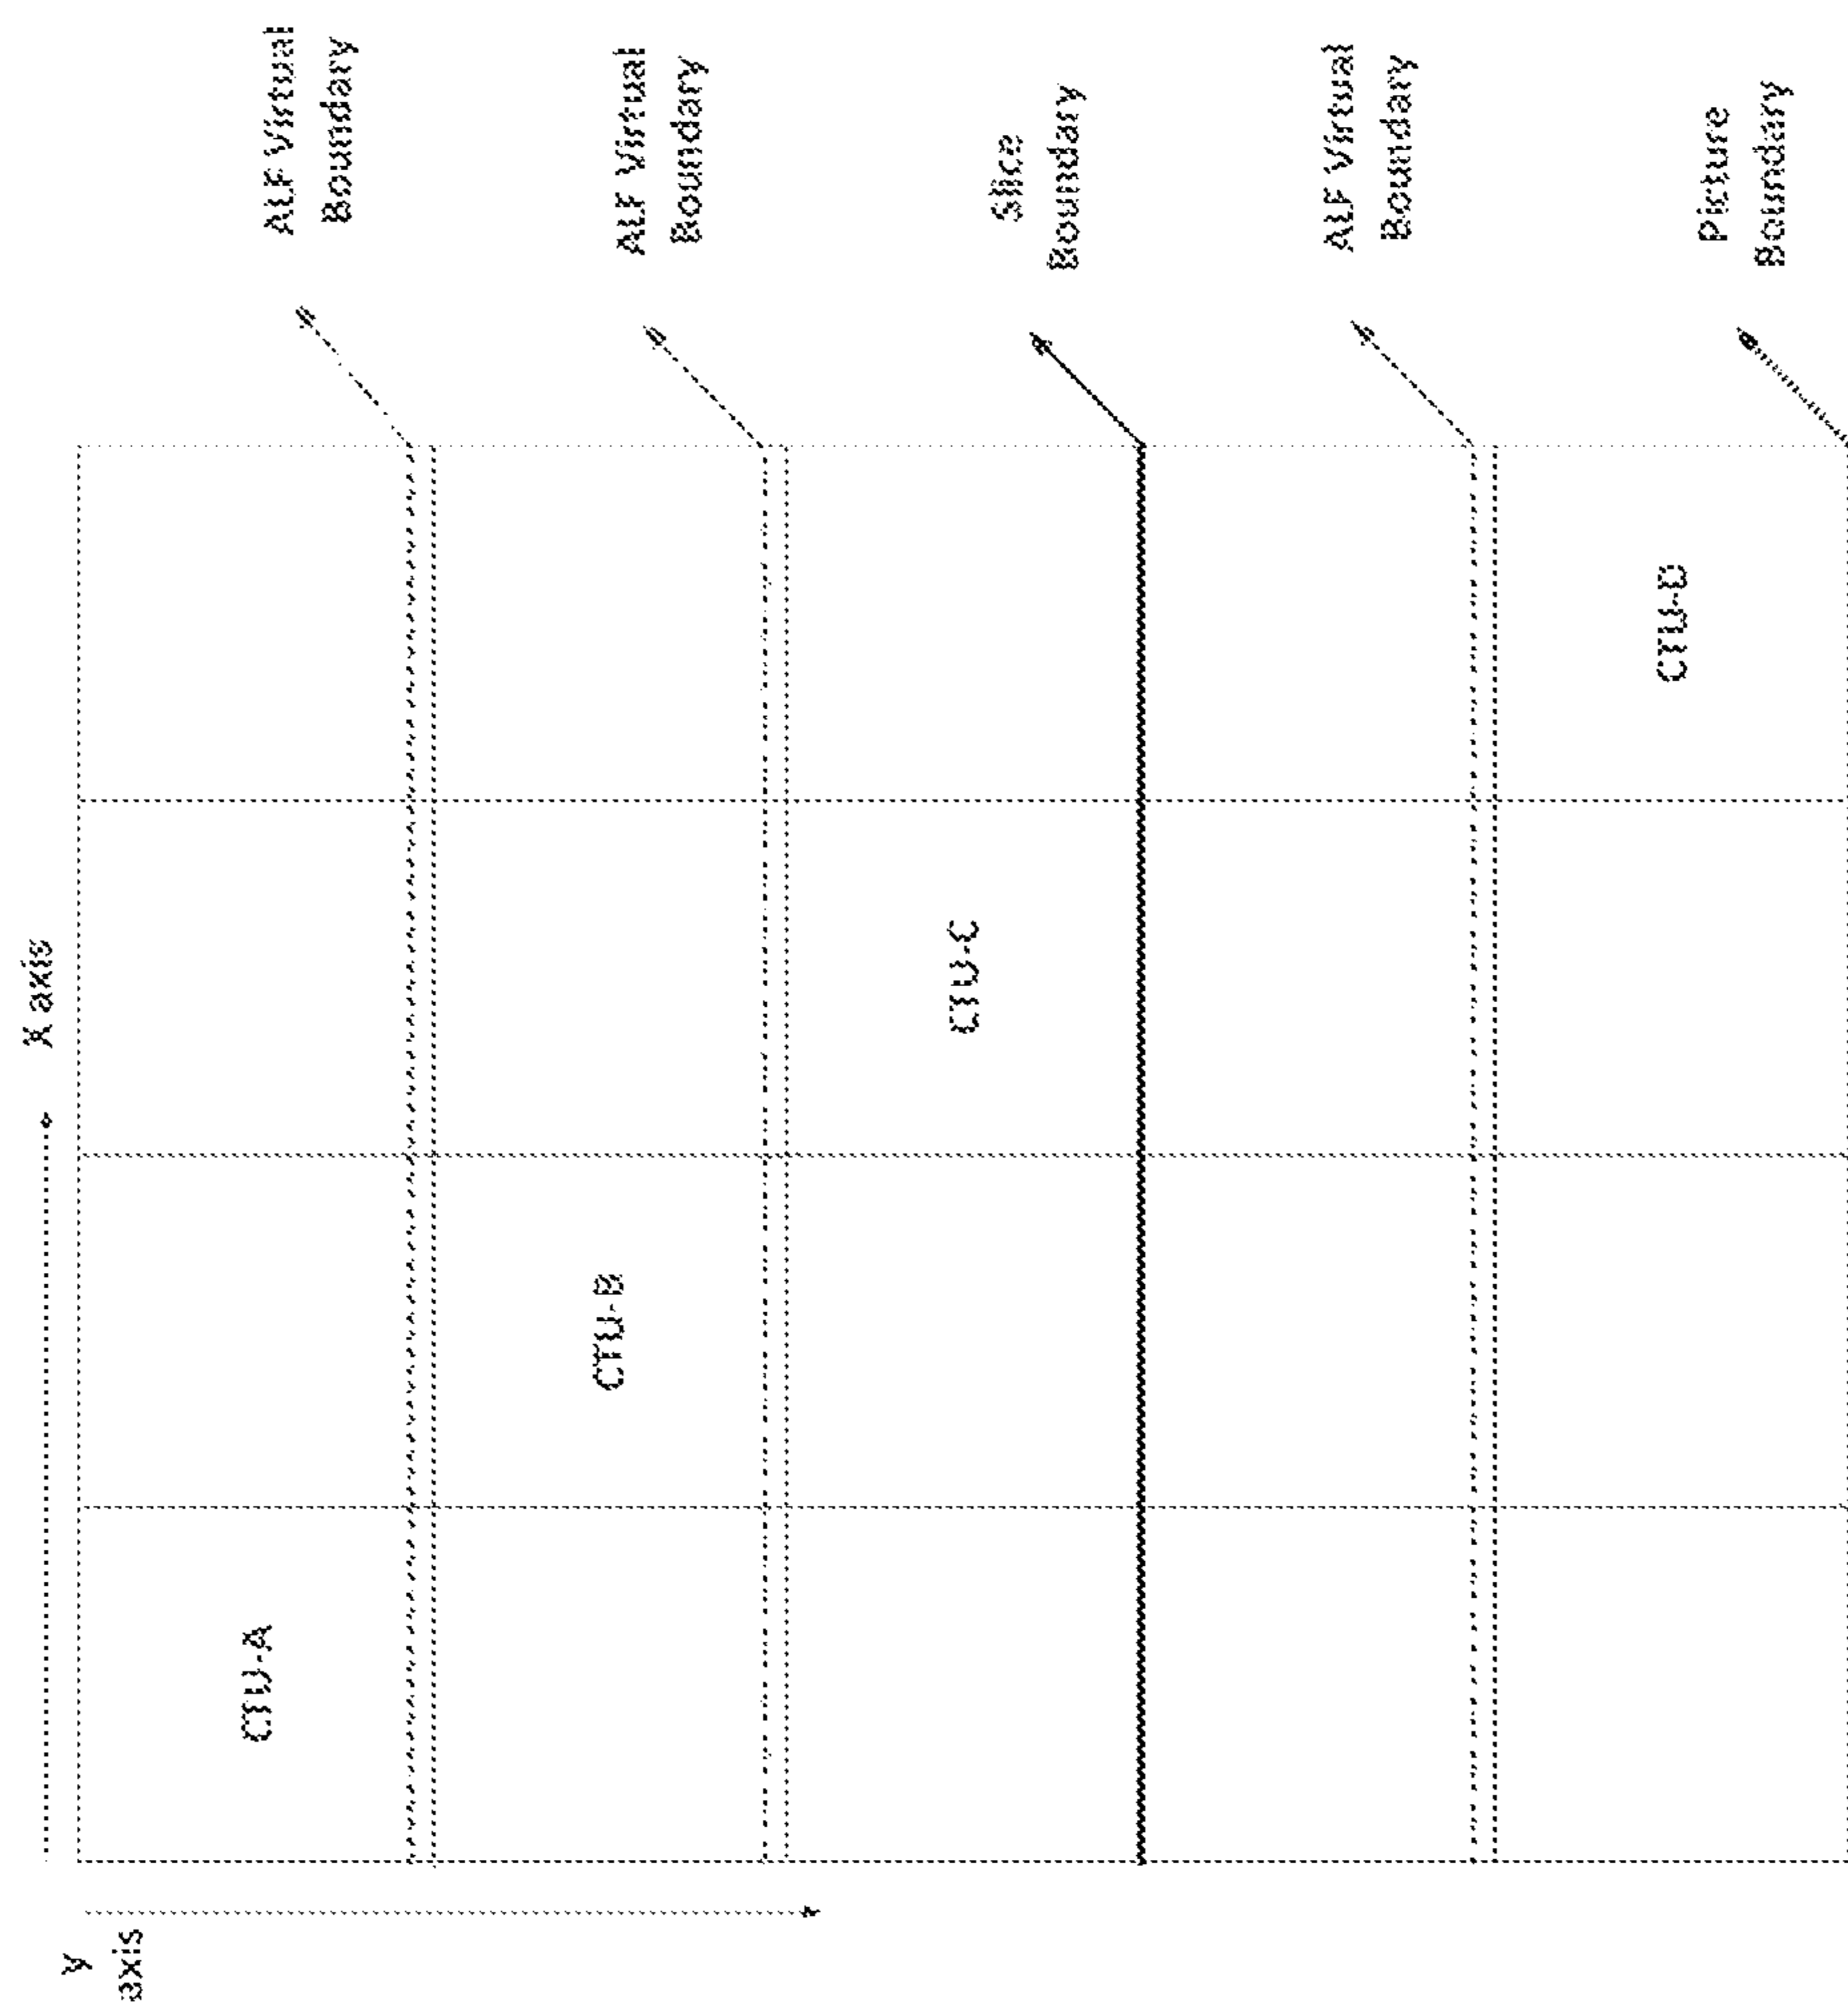 X axis
Y
axis
CTU-A
ALF Virtual
Boundary
CTU-B
ALF Virtual
Boundary
CTU-C
Slice
Boundary
ALF Virtual
Boundary
CTU-D
Picture
Boundary